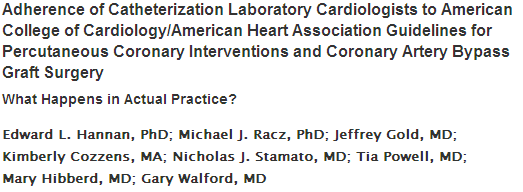 Adherence of Catheterization Laboratory Cardiologists to American
College of Cardiology/American Heart Association Guidelines for
Percutaneous Coronary Interventions and Coronary Artery Bypass
Graft Surgery
What Happens in Actual Practice?
Edward L. Hannan, PhD; Michael J. Racz, PhD; Jeffrey Gold, MD;
Kimberly Cozzens, MA; Nicholas J. Stamato, MD; Tia Powell, MD;
Mary Hibberd, MD; Gary Walford, MD